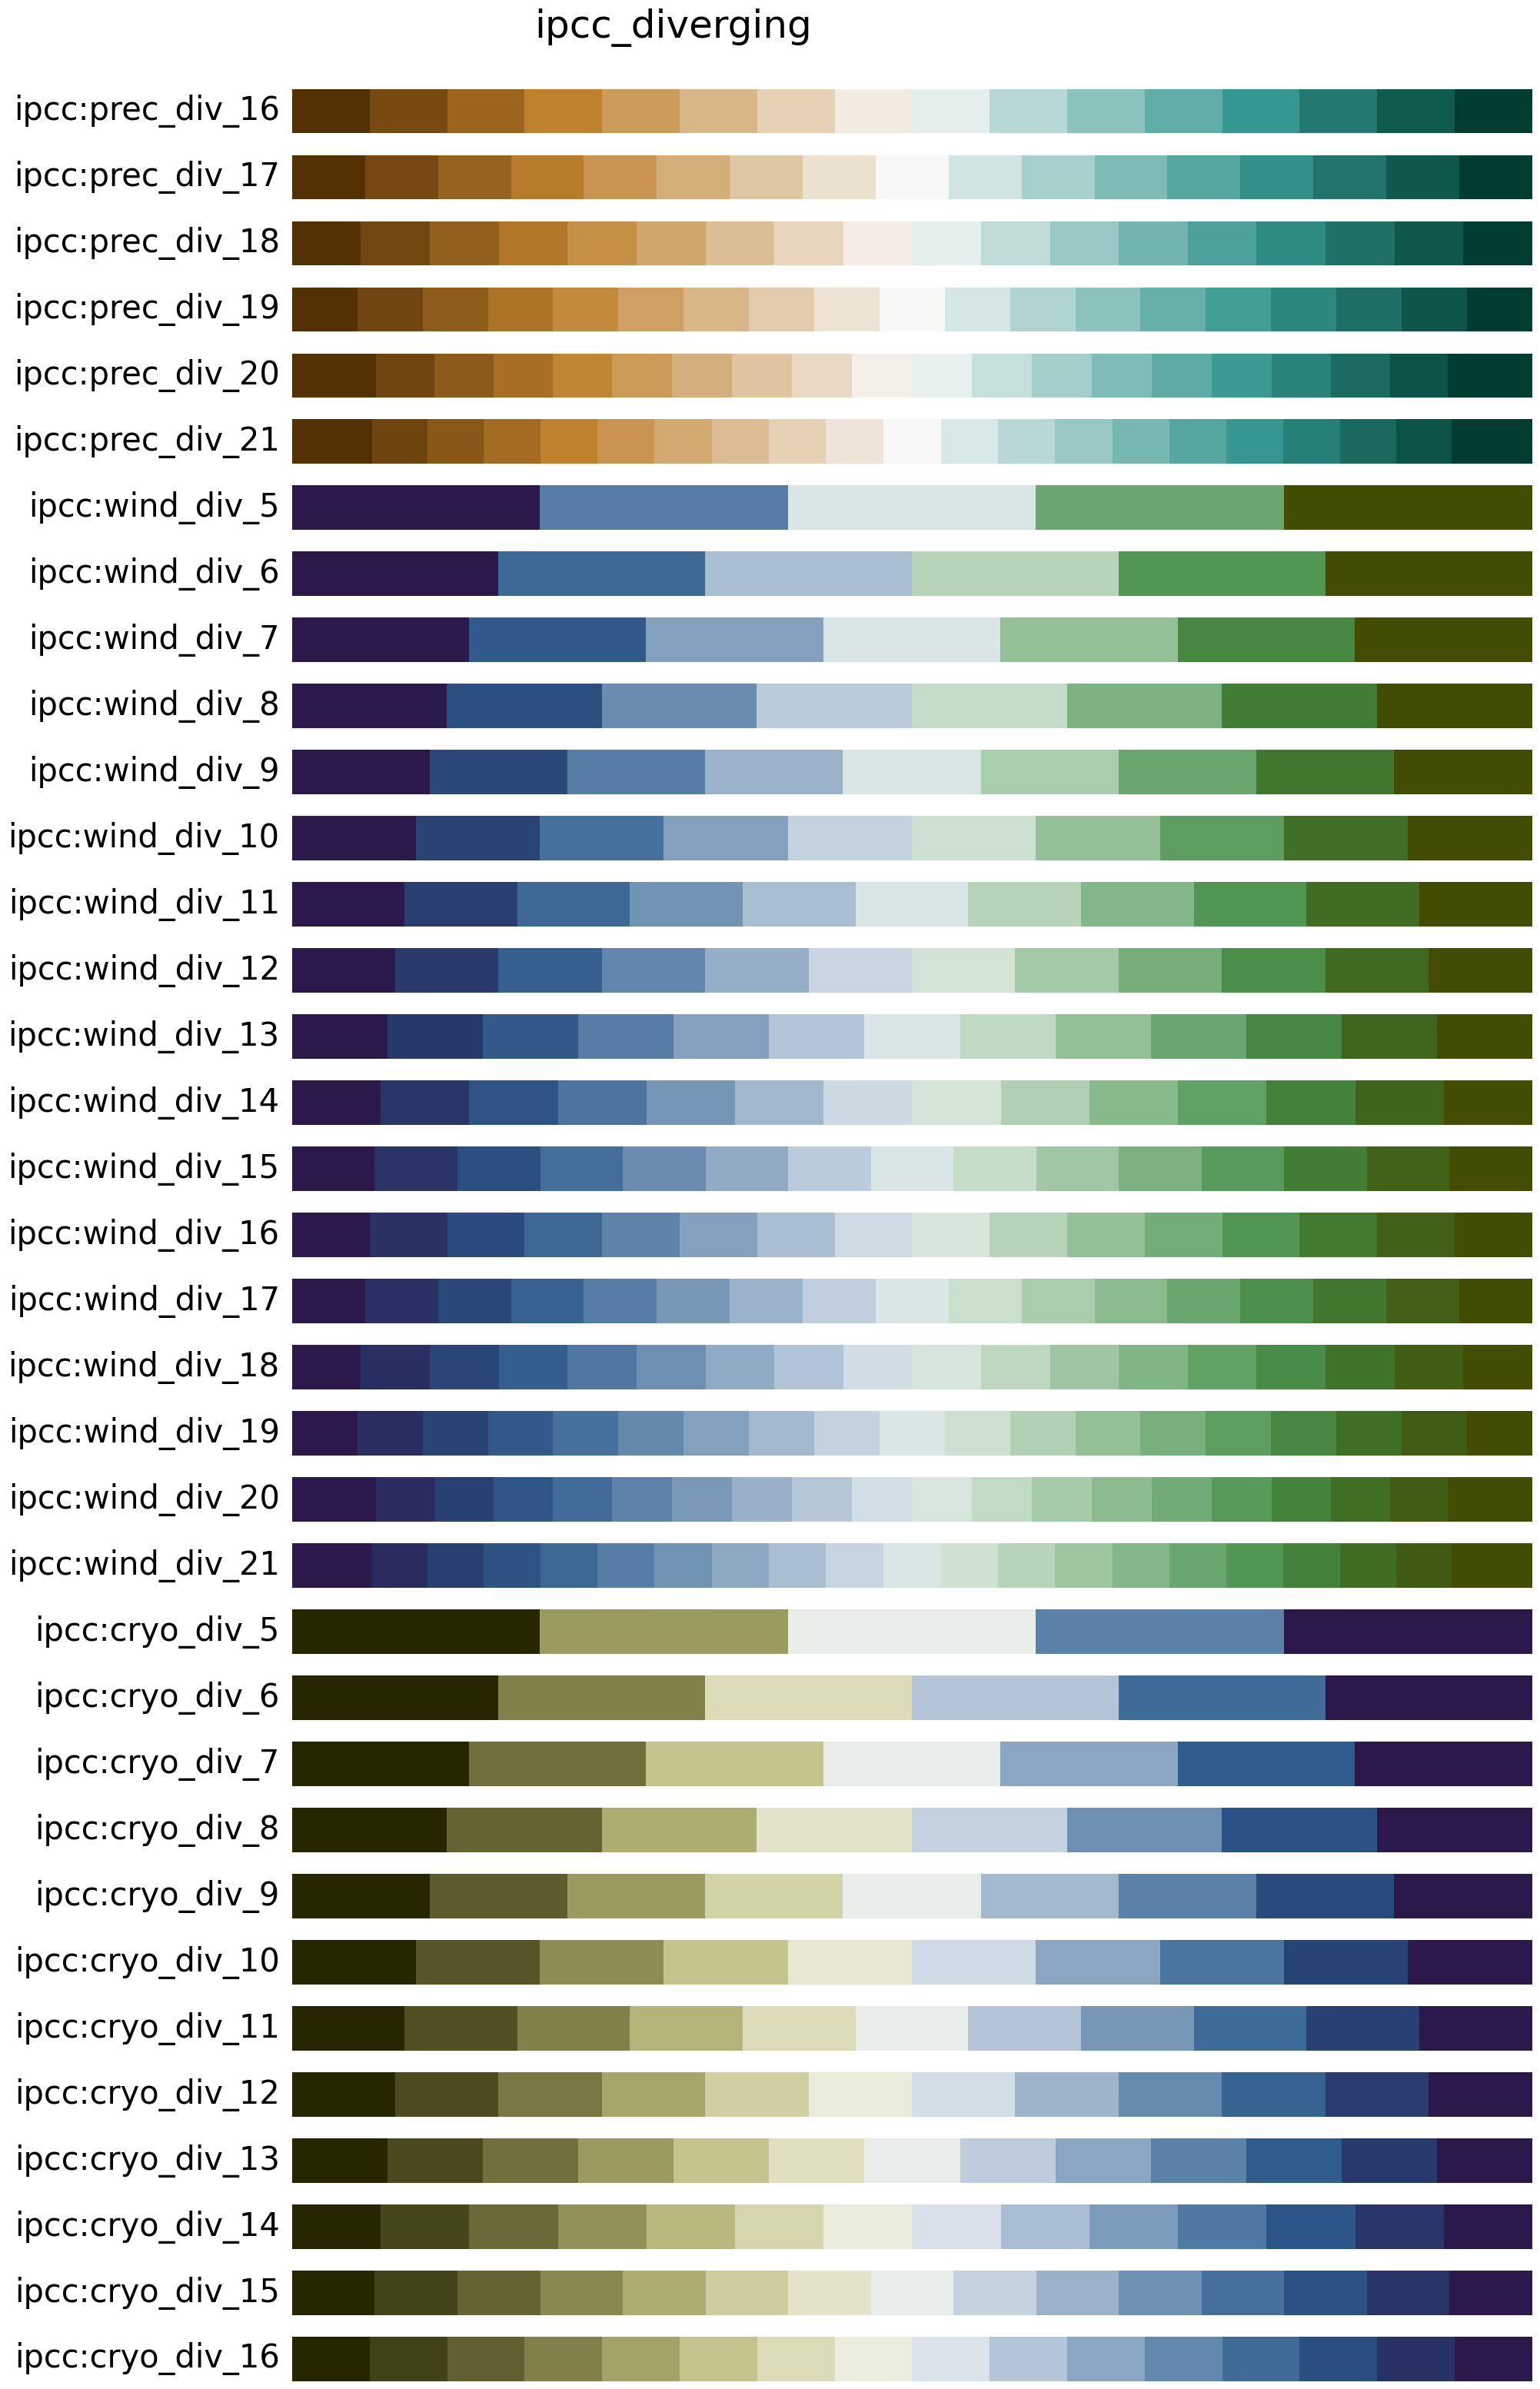 ipcc_diverging
ipcc:prec_div_16
ipcc:prec_div_17
ipcc:prec_div_18
ipcc:prec_div_19
ipcc:prec_div_20
ipcc:prec_div_21
ipcc:wind_div_5
ipcc:wind_div_6
ipcc:wind_div_7
ipcc:wind_div_8
ipcc:wind_div_9
ipcc:wind_div_10
ipcc:wind_div_11
ipcc:wind_div_12
ipcc:wind_div_13
ipcc:wind_div_14
ipcc:wind_div_15
ipcc:wind_div_16
ipcc:wind_div_17
ipcc:wind_div_18
ipcc:wind_div_19
ipcc:wind_div_20
ipcc:wind_div_21
ipcc:cryo_div_5
ipcc:cryo_div_6
ipcc:cryo_div_7
ipcc:cryo_div_8
ipcc:cryo_div_9
ipcc:cryo_div_10
ipcc:cryo_div_11
ipcc:cryo_div_12
ipcc:cryo_div_13
ipcc:cryo_div_14
ipcc:cryo_div_15
ipcc:cryo_div_16